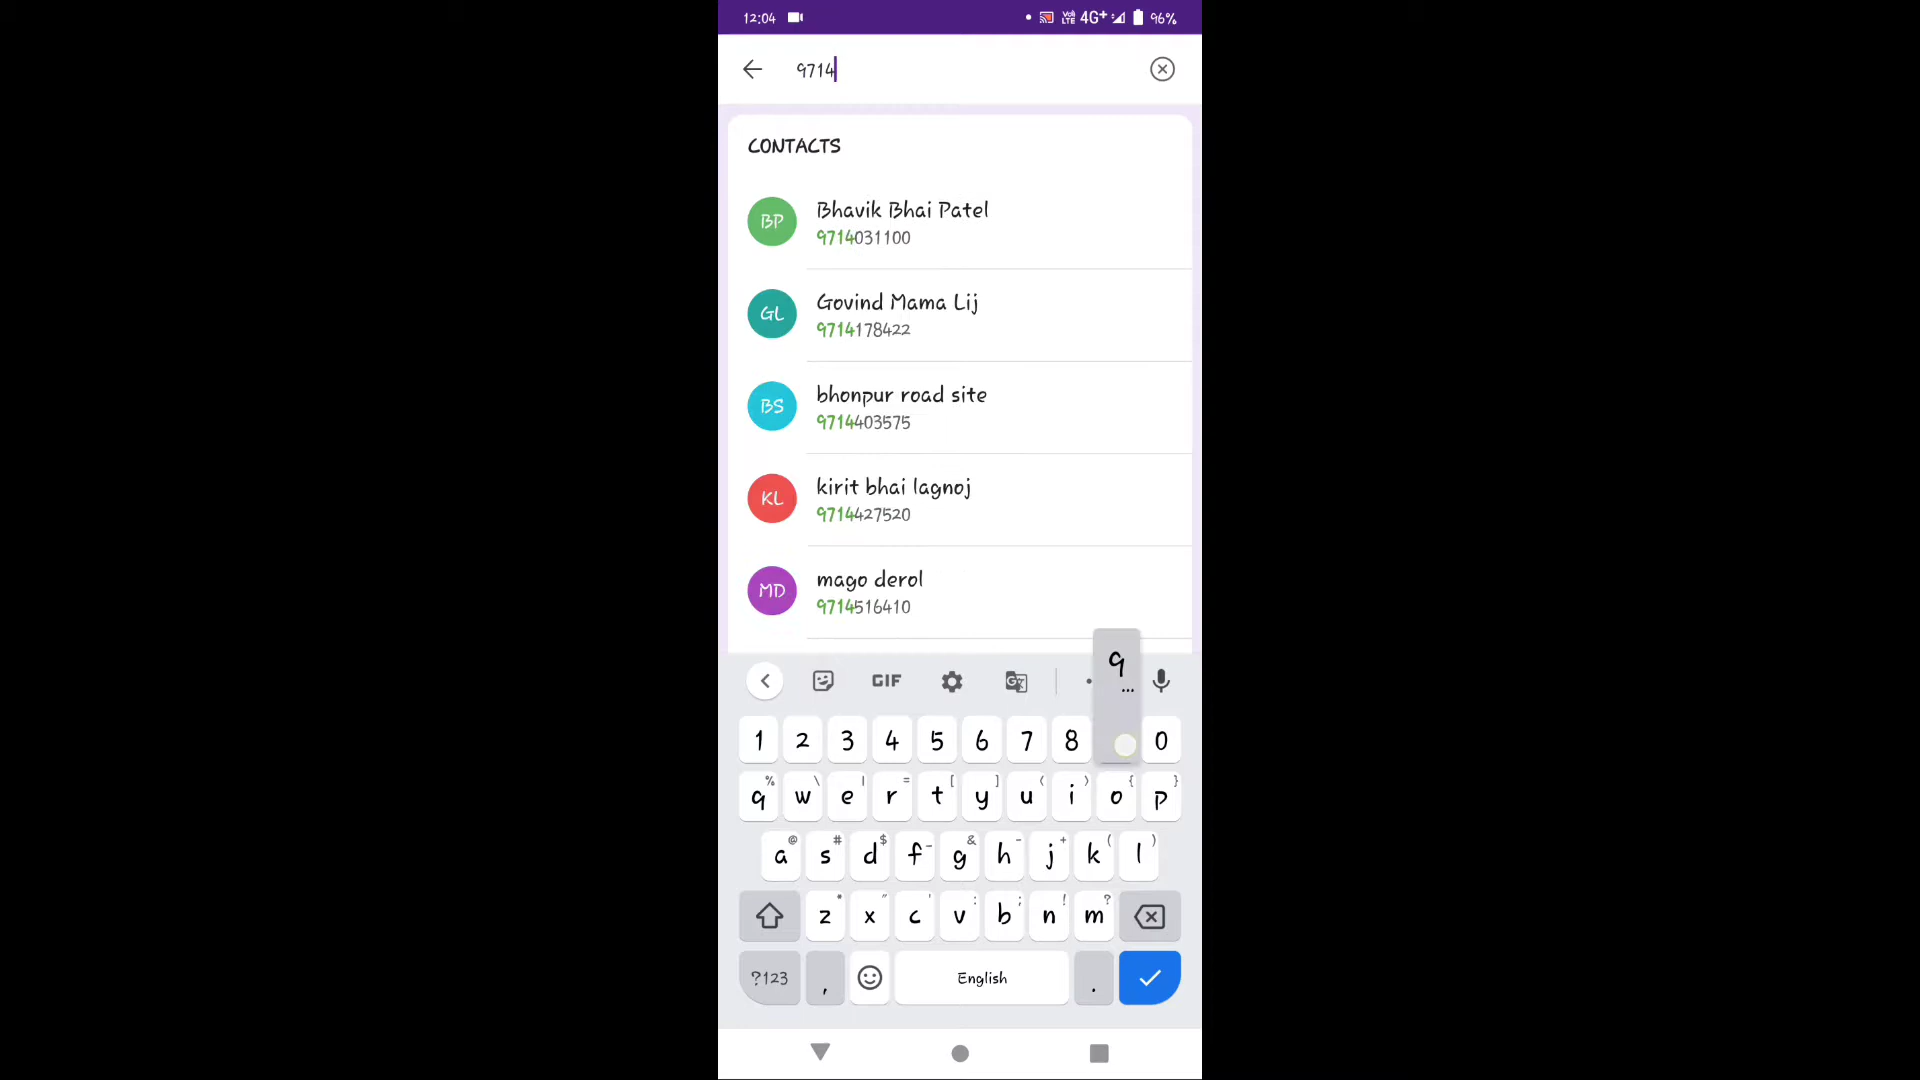 12:04
Vo) LTE 4G+ 96%
9714
CONTACTS
BP Bhavik Bhai Patel
9714031100
GL Govind Mama Lij
9714178422
BS bhonpur road site
9714403575
KL kirit bhai lagnoj
9714427520
MD mago derol
9714516410
9
...
GIF
1 2 3 4 5 6 7 8 0
% \ | = [ ] < > { }
q w e r t y u i o p
@ # $ _ & - + ( )
a s d f g h j k l
* " ' : ; ! ?
z x c v b n m
?123 , English .